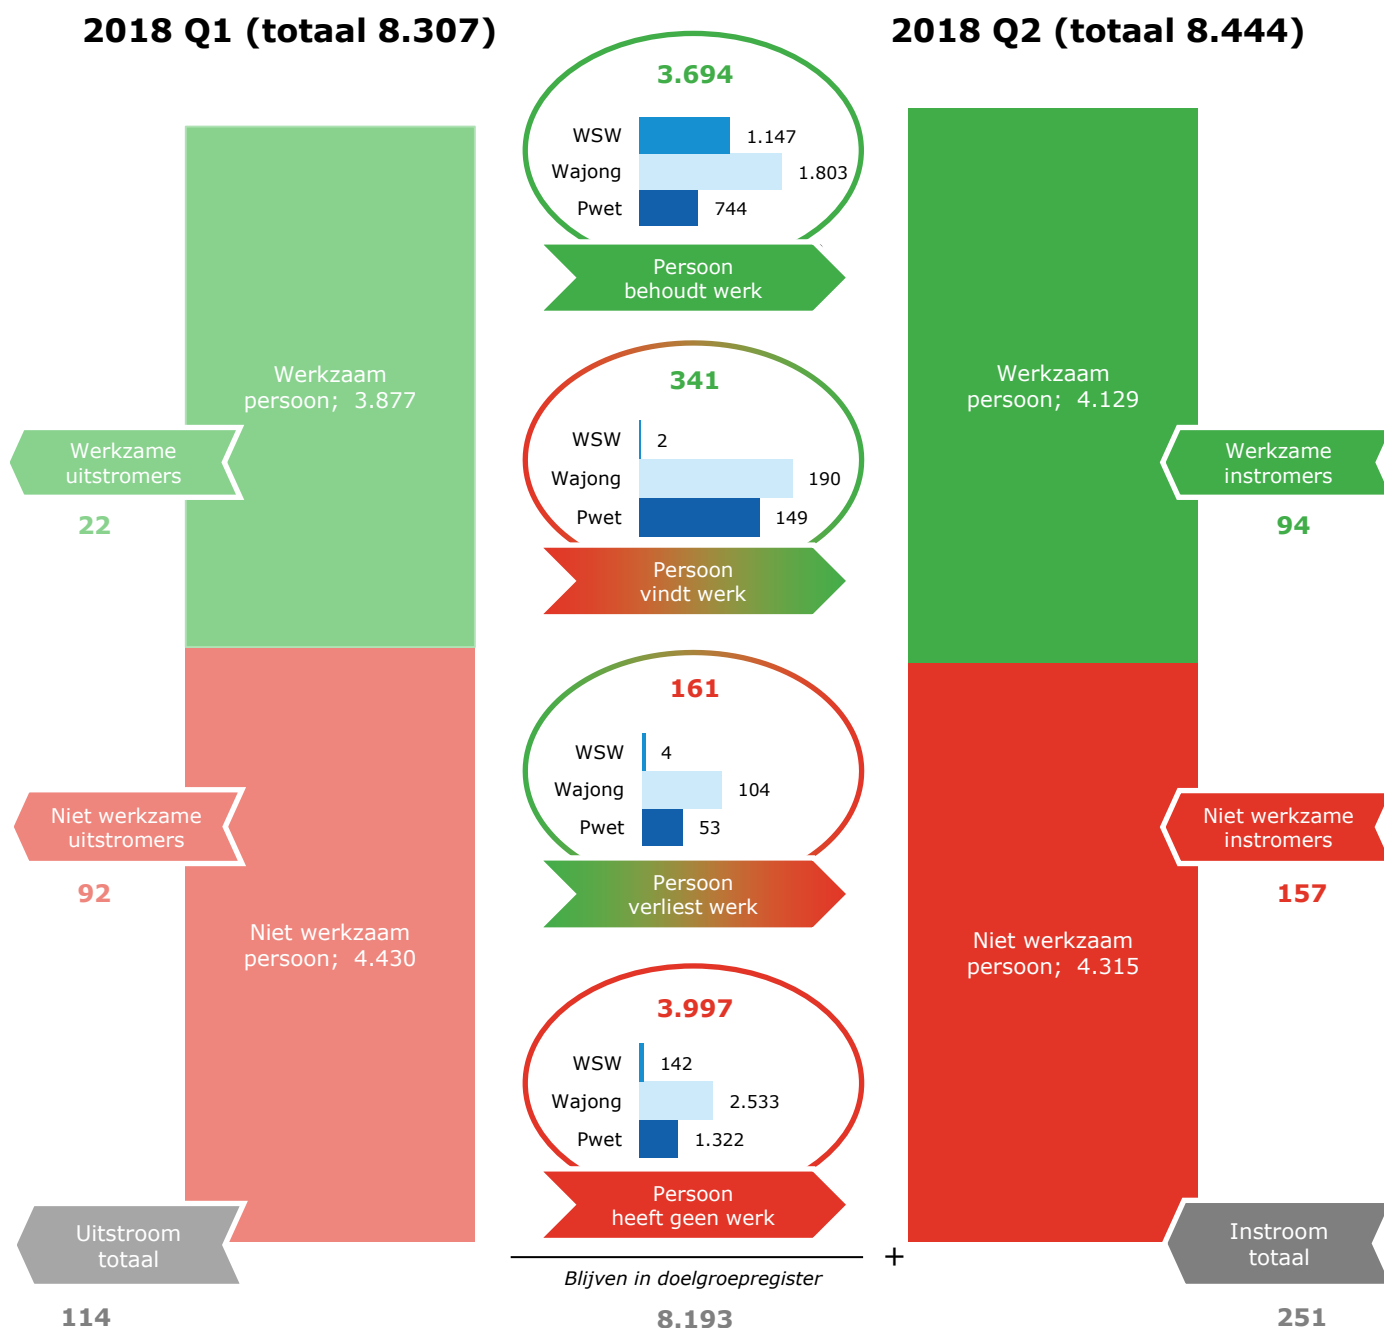 2018 Q1 (totaal 8.307)
2018 Q2 (totaal 8.444)
3.694
WSW 1.147
Wajong 1.803
Pwet 744
Persoon
behoudt werk
Werkzaam
persoon; 3.877
Werkzaam
persoon; 4.129
341
WSW 2
Wajong 190
Pwet 149
Persoon
vindt werk
Werkzame
uitstromers
22
Werkzame
instromers
94
161
WSW 4
Wajong 104
Pwet 53
Persoon
verliest werk
Niet werkzame
uitstromers
92
Niet werkzame
instromers
157
Niet werkzaam
persoon; 4.430
Niet werkzaam
persoon; 4.315
3.997
WSW 142
Wajong 2.533
Pwet 1.322
Persoon
heeft geen werk
Uitstroom
totaal
114
+
Blijven in doelgroepregister
8.193
Instroom
totaal
251